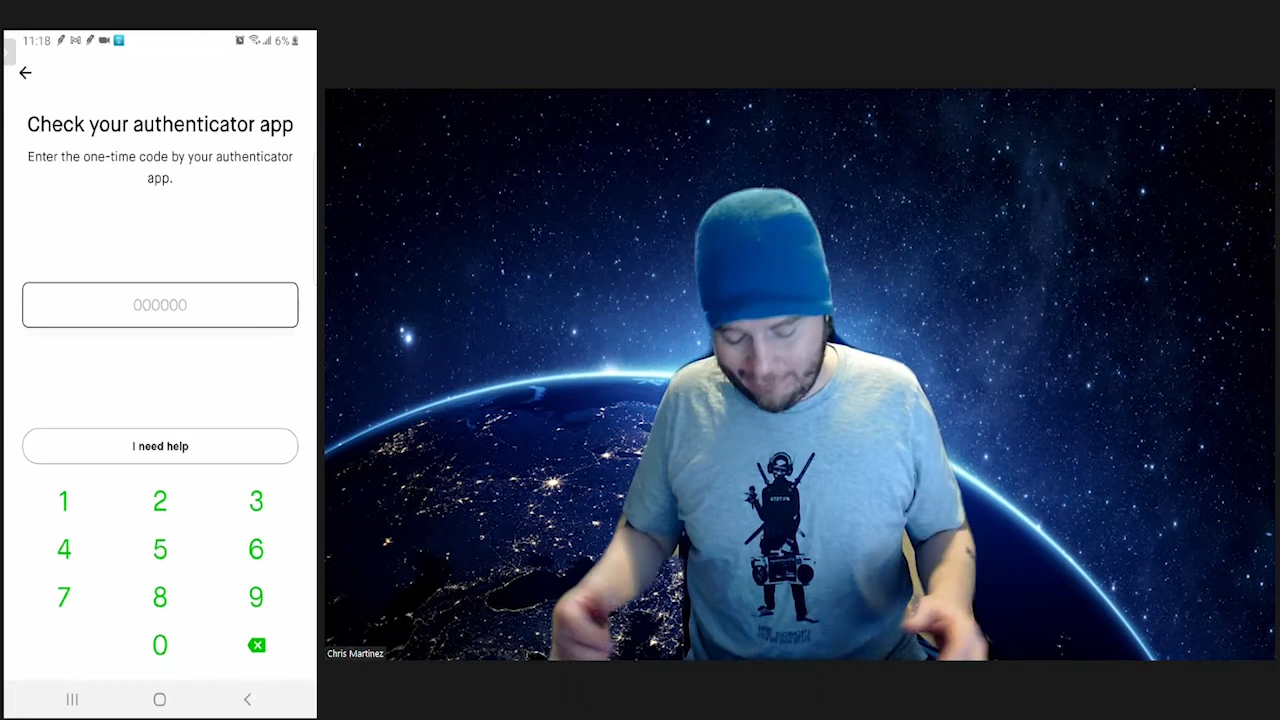 11:18
6%
Check your authenticator app
Enter the one-time code by your authenticator
app.
000000
I need help
1 2 3
4 5 6
7 8 9
0
Chris Martinez